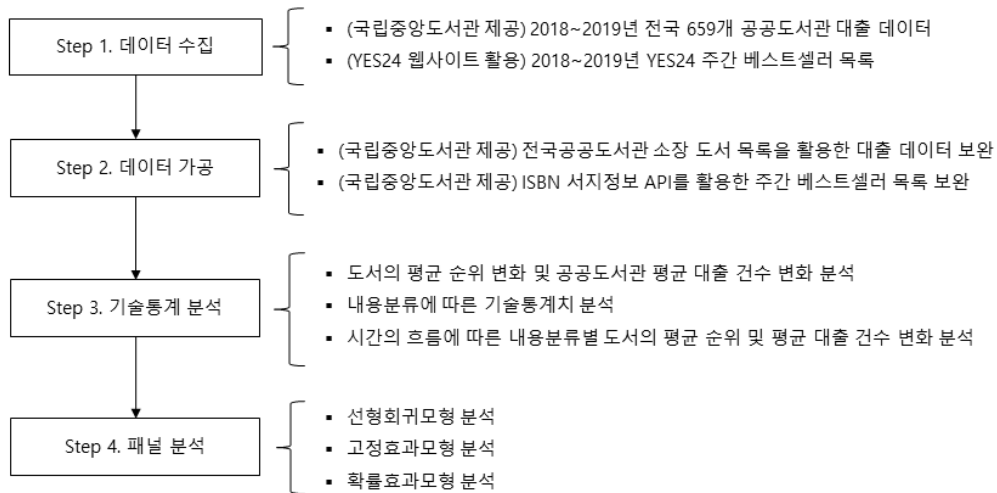 Step 1. 데이터 수집
▪ (국립중앙도서관 제공) 2018~2019년 전국 659개 공공도서관 대출 데이터
▪ (YES24 웹사이트 활용) 2018~2019년 YES24 주간 베스트셀러 목록
Step 2. 데이터 가공
▪ (국립중앙도서관 제공) 전국공공도서관 소장 도서 목록을 활용한 대출 데이터 보완
▪ (국립중앙도서관 제공) ISBN 서지정보 API를 활용한 주간 베스트셀러 목록 보완
Step 3. 기술통계 분석
▪ 도서의 평균 순위 변화 및 공공도서관 평균 대출 건수 변화 분석
▪ 내용분류에 따른 기술통계치 분석
▪ 시간의 흐름에 따른 내용분류별 도서의 평균 순위 및 평균 대출 건수 변화 분석
Step 4. 패널 분석
▪ 선형회귀모형 분석
▪ 고정효과모형 분석
▪ 확률효과모형 분석